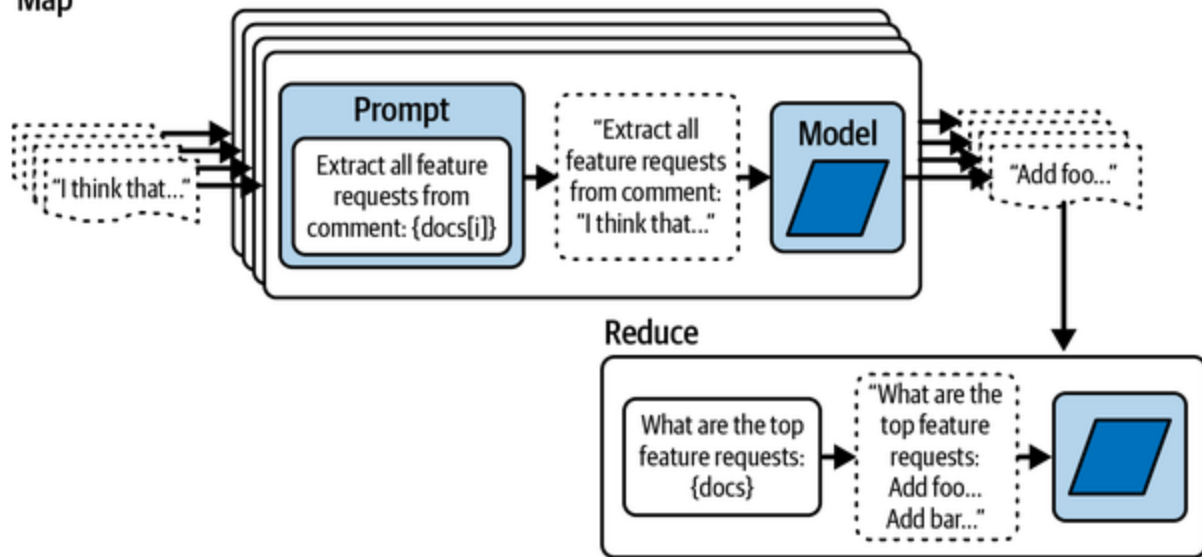 Map
Prompt
Extract all feature
requests from
comment: {docs[i]}
“Extract all
feature requests
from comment:
“I think that...”
Model
“I think that...”
“Add foo...”
Reduce
What are the top
feature requests:
{docs}
“What are the
top feature
requests:
Add foo...
Add bar...”